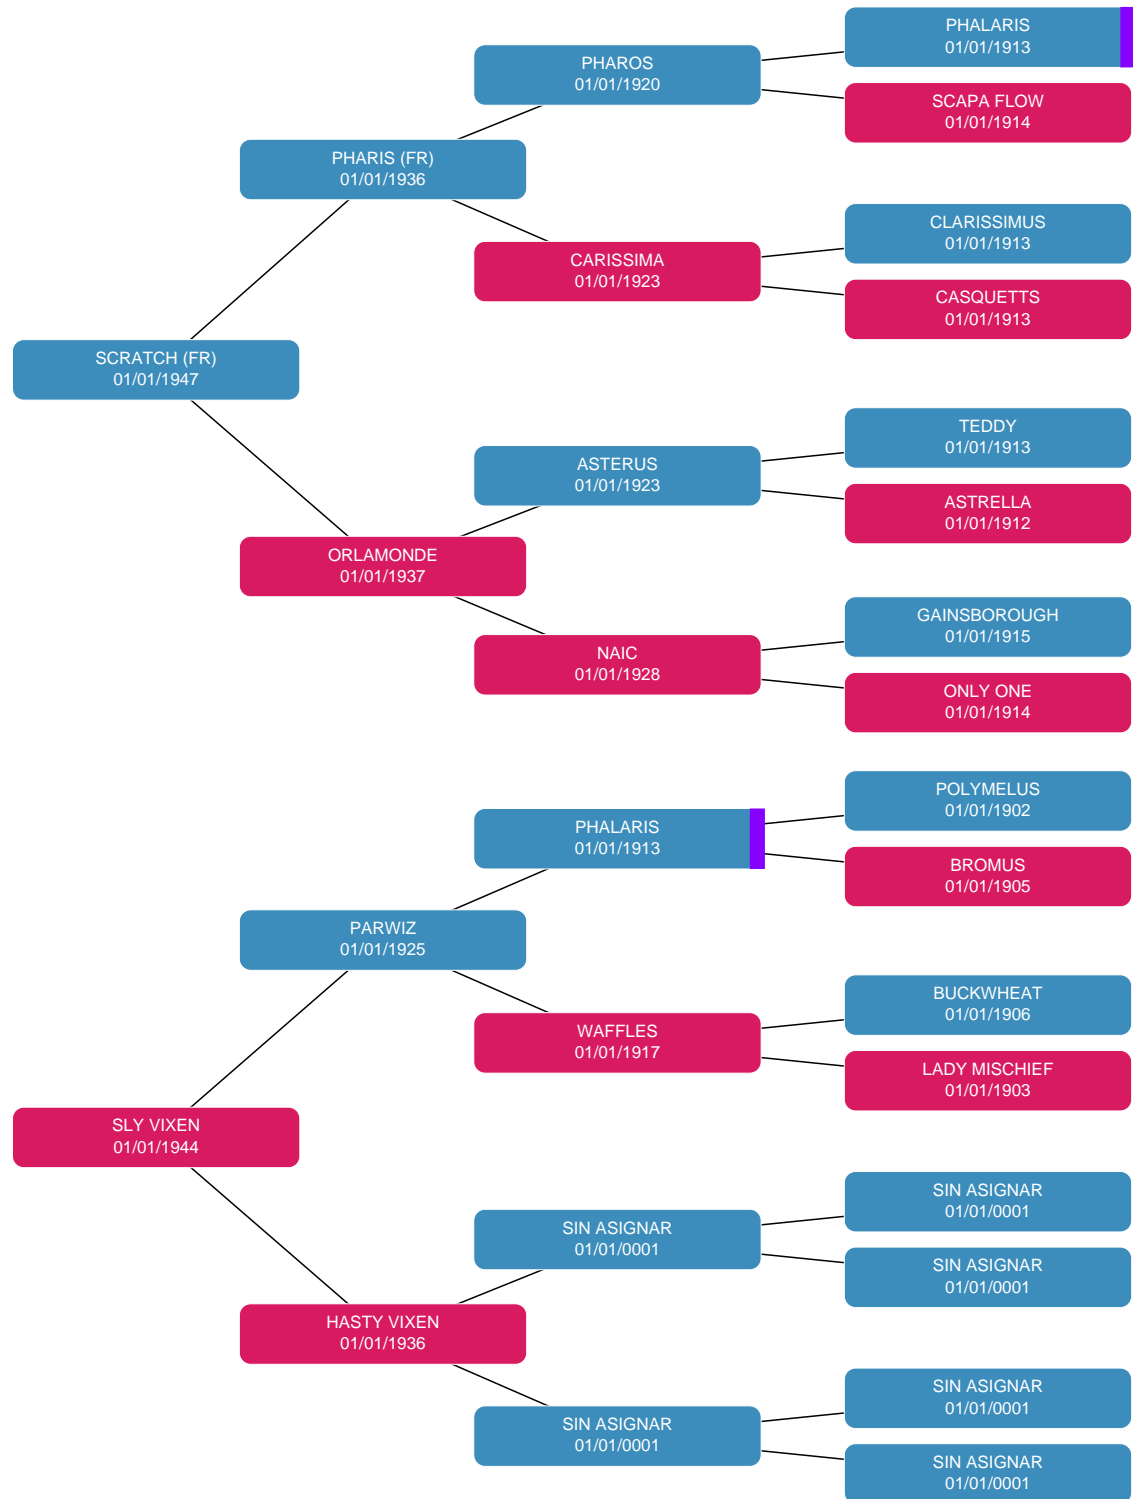 PHALARIS
01/01/1913
PHAROS
01/01/1920
SCAPA FLOW
01/01/1914
PHARIS (FR)
01/01/1936
CLARISSIMUS
01/01/1913
CARISSIMA
01/01/1923
CASQUETTS
01/01/1913
SCRATCH (FR)
01/01/1947
TEDDY
01/01/1913
ASTERUS
01/01/1923
ASTRELLA
01/01/1912
ORLAMONDE
01/01/1937
GAINSBOROUGH
01/01/1915
NAIC
01/01/1928
ONLY ONE
01/01/1914
POLYMELUS
01/01/1902
PHALARIS
01/01/1913
BROMUS
01/01/1905
PARWIZ
01/01/1925
BUCKWHEAT
01/01/1906
WAFFLES
01/01/1917
LADY MISCHIEF
01/01/1903
SLY VIXEN
01/01/1944
SIN ASIGNAR
01/01/0001
SIN ASIGNAR
01/01/0001
SIN ASIGNAR
01/01/0001
HASTY VIXEN
01/01/1936
SIN ASIGNAR
01/01/0001
SIN ASIGNAR
01/01/0001
SIN ASIGNAR
01/01/0001